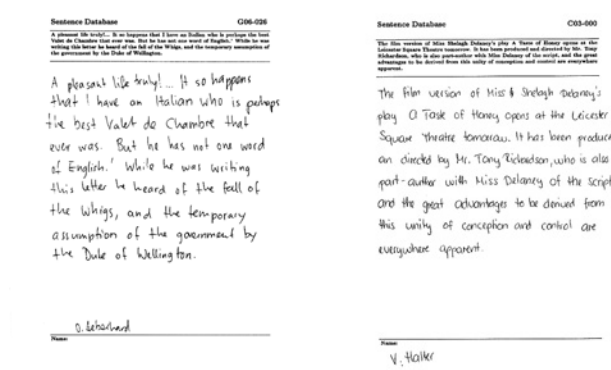 Sentence Database G06-026
A pleasant life truly!... It so happens that I have an Italian, who is perhaps the best
Valet de Chambre that ever was. But he has not one word of English.' While he was
writing this letter he heard of the fall of the Whigs, and the temporary assumption of
the government by the Duke of Wellington.
A pleasant life truly!... It so happens
that I have an Italian who is perhaps
the best Valet de Chambre that
ever was. But he has not one word
of English.' While he was writing
this letter he heard of the fall of
the Whigs, and the temporary
assumption of the government by
the Duke of Wellington.
Name:
Sentence Database C03-000
The film version of Miss Shelagh Delaney's play A Taste of Honey opens at the
Leicester Square Theatre tomorrow. It has been produced and directed by Mr. Tony
Richardson, who is also part-author with Miss Delaney of the script, and the great
advantages to be derived from this unity of conception and control are everywhere
apparent.
The film version of Miss Shelagh Delaney's
play A Taste of Honey opens at the Leicester
Square Theatre tomorrow. It has been produce
an directed by Mr. Tony Richardson, who is also
part-author with Miss Delaney of the Script
and the great advantages to be derived from
this unity of conception and control are
everywhere apparent.
Name:
V. Haller